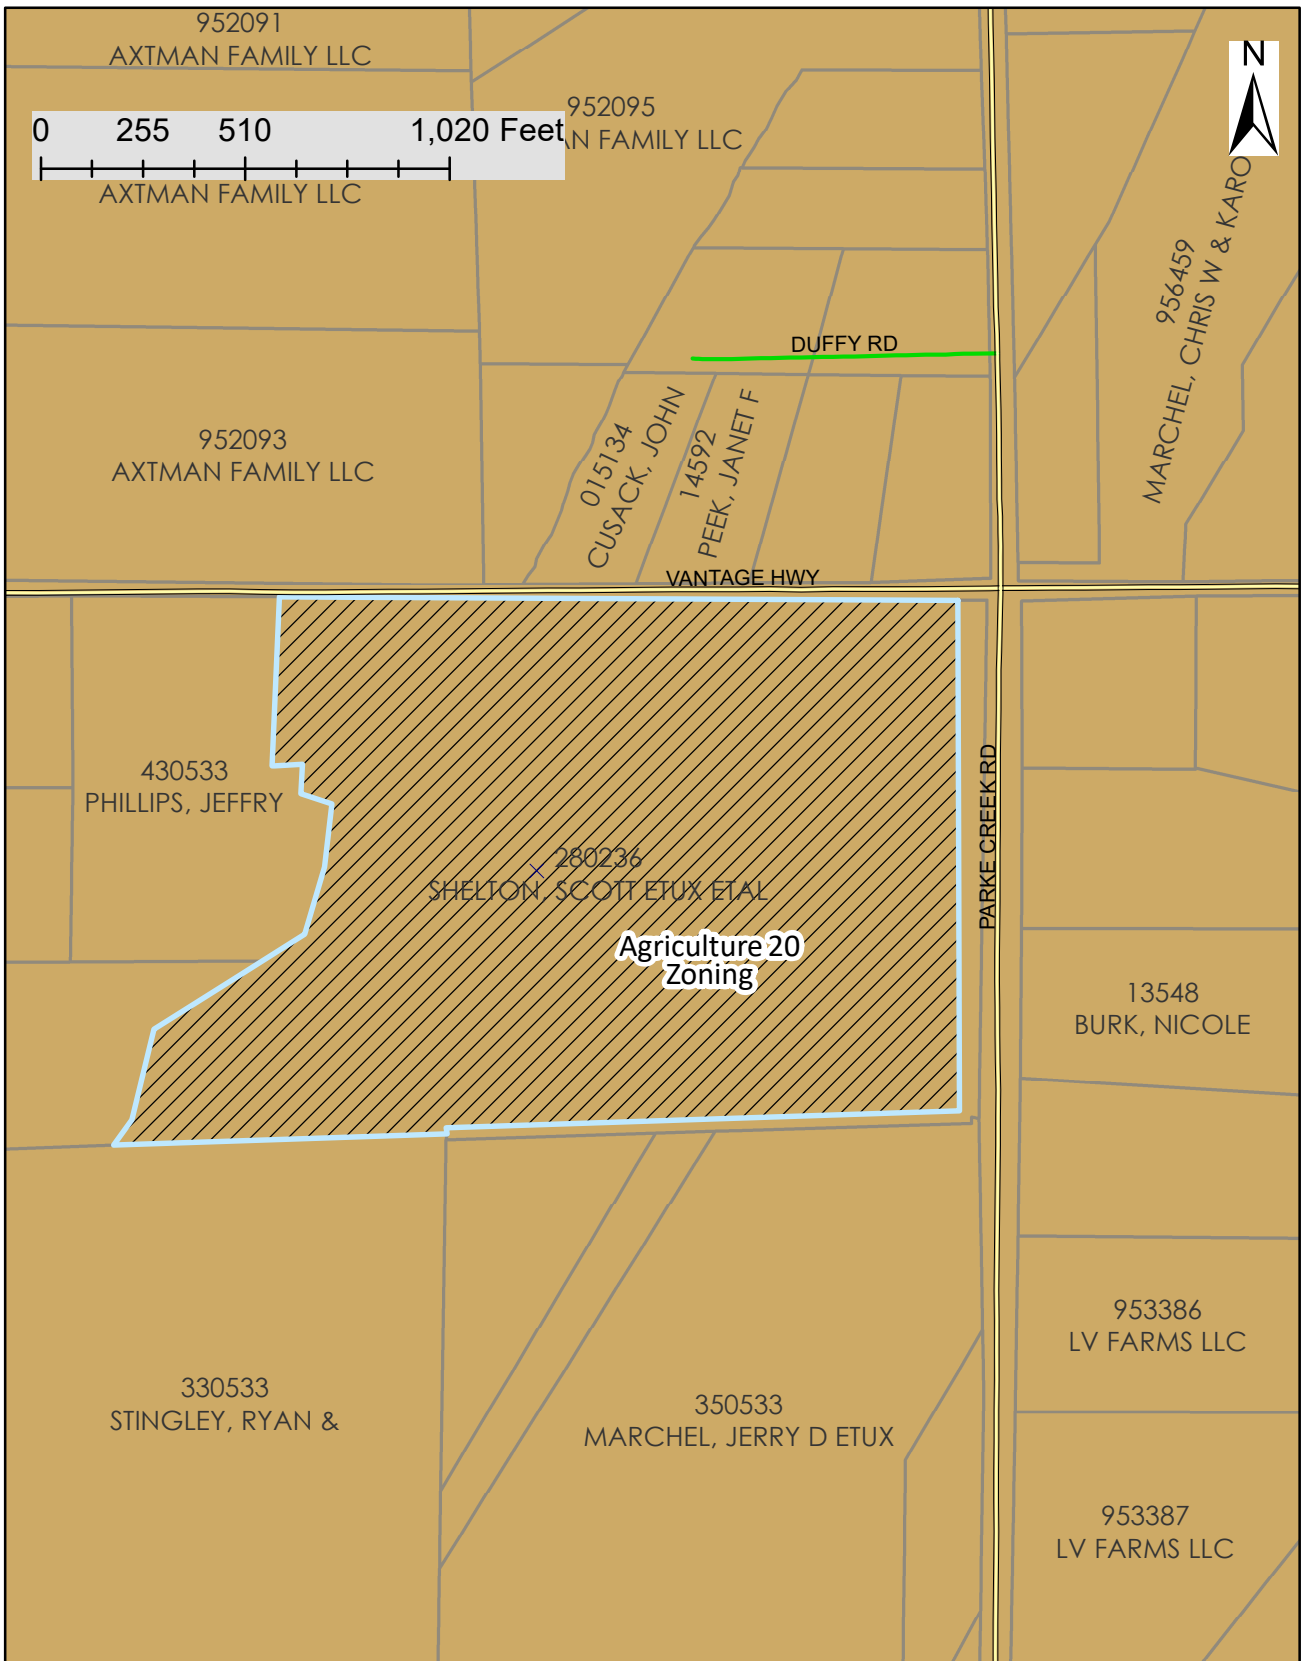 952091
AXTMAN FAMILY LLC
N
0 255 510 1,020 Feet
952095
N FAMILY LLC
AXTMAN FAMILY LLC
956459
MARCHEL, CHRIS W & KARO
DUFFY RD
952093
AXTMAN FAMILY LLC
015134
CUSACK, JOHN
14592
PEEK, JANET F
VANTAGE HWY
430533
PHILLIPS, JEFFRY
PARKE CREEK RD
280236
SHELTON, SCOTT ETUX ETAL
Agriculture 20
Zoning
13548
BURK, NICOLE
953386
LV FARMS LLC
330533
STINGLEY, RYAN &
350533
MARCHEL, JERRY D ETUX
953387
LV FARMS LLC